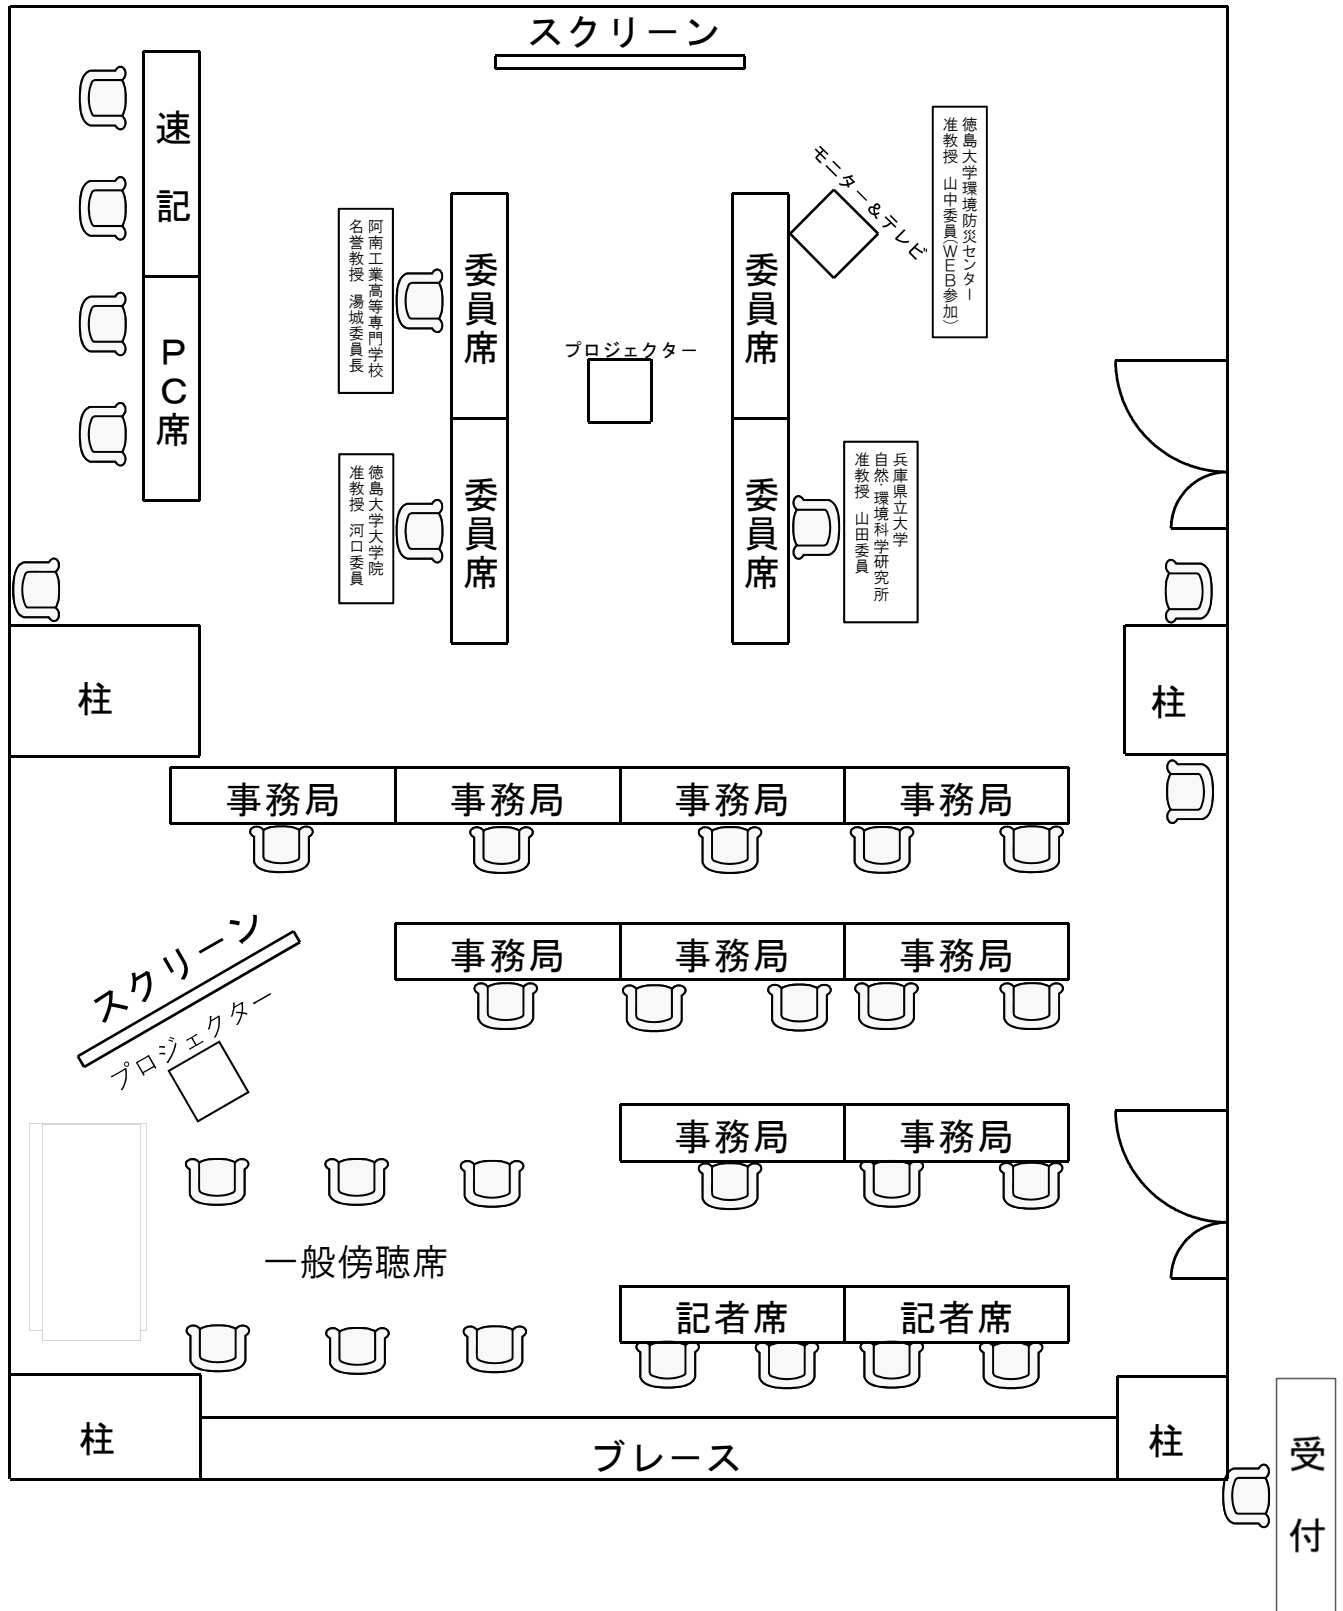 スクリーン
速記
PC席
阿南工業高等専門学校
名誉教授 湯城委員長
委員席
委員席
モニター&テレビ
徳島大学環境防災センター
准教授 山中委員(WEB参加)
プロジェクター
徳島大学大学院
准教授 河口委員
委員席
委員席
兵庫県立大学
自然・環境科学研究所
准教授 山田委員
柱
柱
事務局
事務局
事務局
事務局
事務局
事務局
事務局
スクリーン
プロジェクター
事務局
事務局
一般傍聴席
記者席
記者席
柱
ブレース
柱
受付